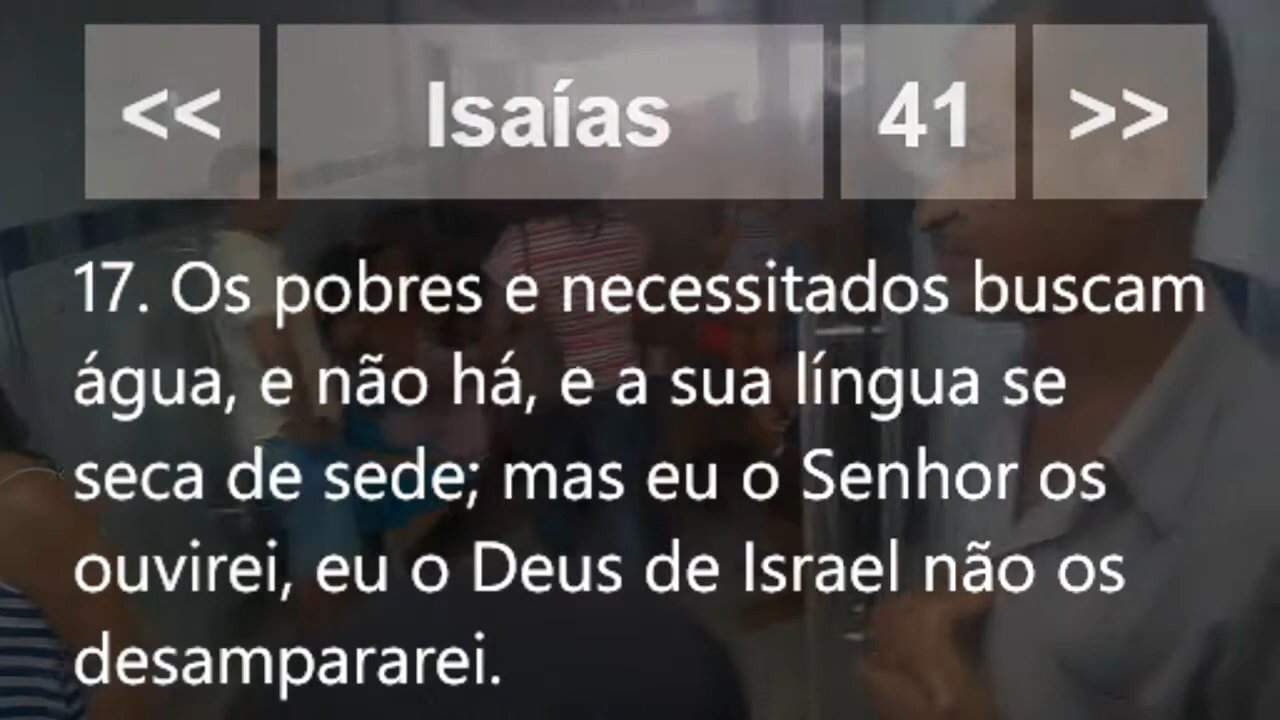 << Isaías 41 >>
17. Os pobres e necessitados buscam
água, e não há, e a sua língua se
seca de sede; mas eu o Senhor os
ouvirei, eu o Deus de Israel não os
desampararei.